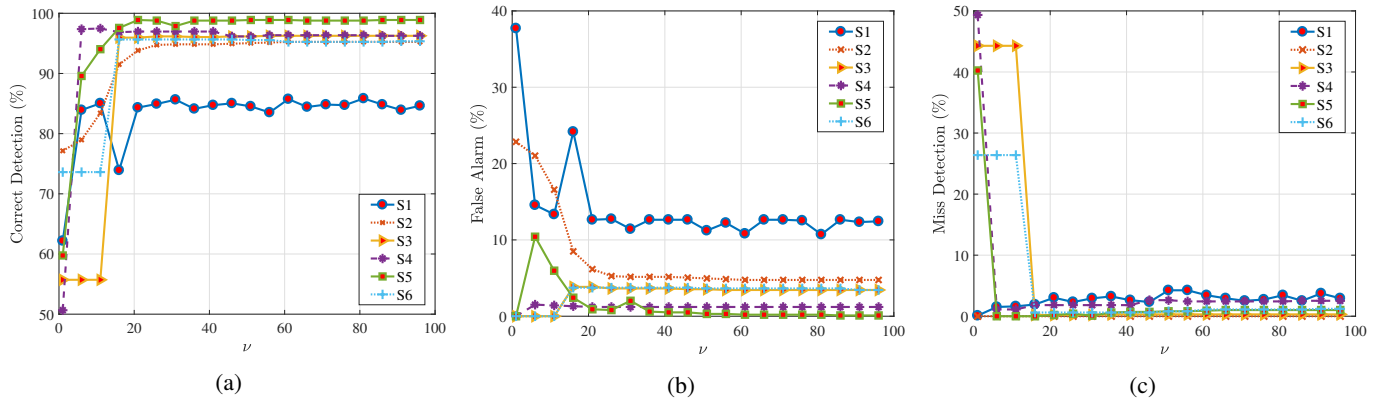 Correct Detection (%)
100
90
80
70
60
50
0
20
40
60
80
100
ν
S1
S2
S3
S4
S5
S6
(a)
False Alarm (%)
40
30
20
10
0
0
20
40
60
80
100
ν
S1
S2
S3
S4
S5
S6
(b)
Miss Detection (%)
50
40
30
20
10
0
0
20
40
60
80
100
ν
S1
S2
S3
S4
S5
S6
(c)